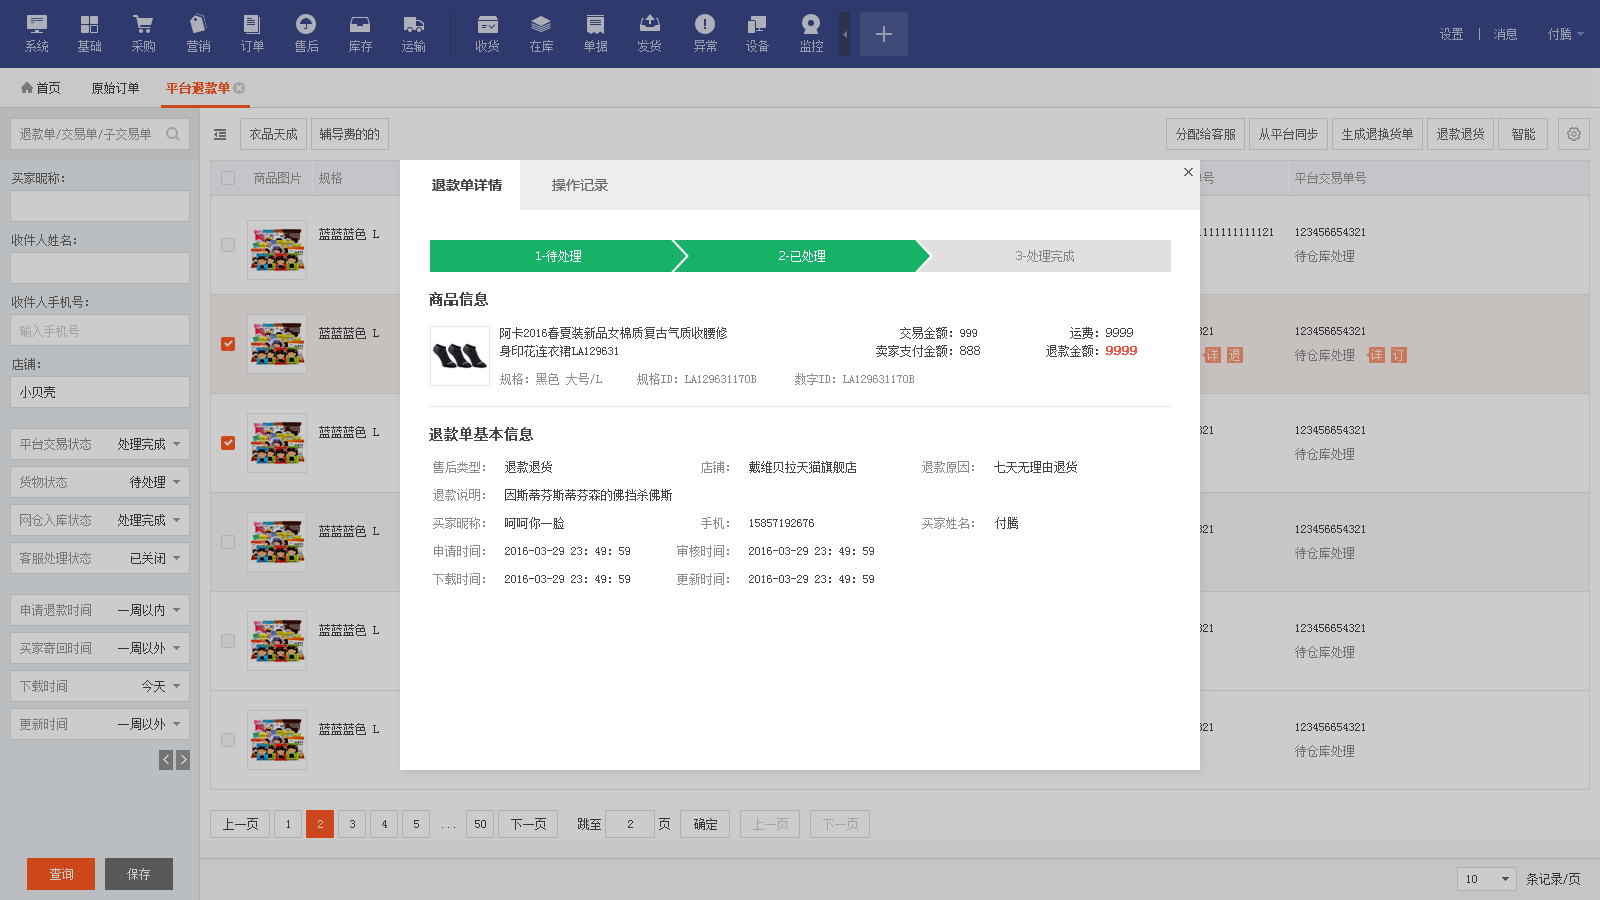 系统 基础 采购 营销 订单 售后 库存 运输 收货 在库 单据 发货 异常 设备 监控 设置 | 消息 付腾
首页 原始订单 平台退款单
退款单/交易单/子交易单 衣品天成 辅导费的的 分配给客服 从平台同步 生成退换货单 退款退货 智能
买家昵称:
收件人姓名:
收件人手机号:
输入手机号
店铺:
小贝壳
平台交易状态 处理完成
货物状态 待处理
网仓入库状态 处理完成
客服处理状态 已关闭
申请退款时间 一周以内
买家寄回时间 一周以外
下载时间 今天
更新时间 一周以外
查询 保存
商品图片 规格 单号 平台交易单号
蓝蓝蓝色 L 111111111121 123456654321
待仓库处理
蓝蓝蓝色 L 321 123456654321
详 退 待仓库处理 详 订
蓝蓝蓝色 L 321 123456654321
待仓库处理
蓝蓝蓝色 L 321 123456654321
待仓库处理
蓝蓝蓝色 L 321 123456654321
待仓库处理
蓝蓝蓝色 L 321 123456654321
待仓库处理
退款单详情 操作记录
1-待处理 2-已处理 3-处理完成
商品信息
阿卡2016春夏装新品女棉质复古气质收腰修 交易金额: 999 运费: 9999
身印花连衣裙LA129631 卖家支付金额: 888 退款金额: 9999
规格: 黑色 大号/L 规格ID: LA129631170B 数字ID: LA129631170B
退款单基本信息
售后类型: 退款退货 店铺: 戴维贝拉天猫旗舰店 退款原因: 七天无理由退货
退款说明: 因斯蒂芬斯蒂芬森的佛挡杀佛斯
买家昵称: 呵呵你一脸 手机: 15857192676 买家姓名: 付腾
申请时间: 2016-03-29 23: 49: 59 审核时间: 2016-03-29 23: 49: 59
下载时间: 2016-03-29 23: 49: 59 更新时间: 2016-03-29 23: 49: 59
上一页 1 2 3 4 5 ... 50 下一页 跳至 2 页 确定 上一页 下一页
10 条记录/页